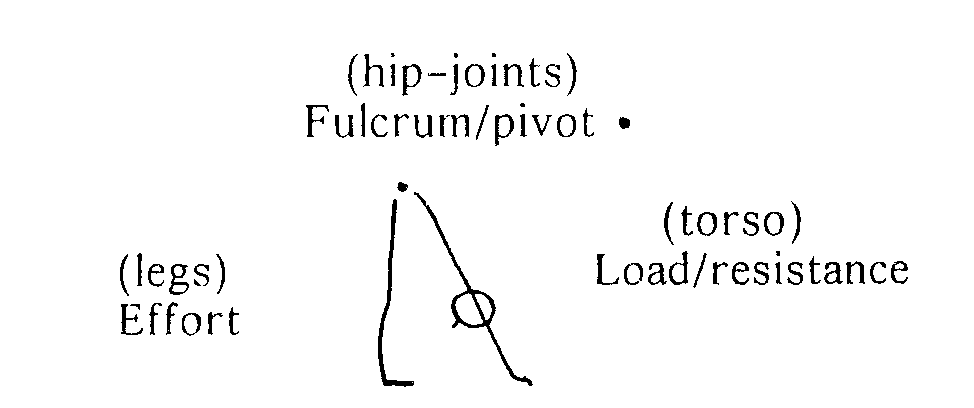 (hip-joints)
Fulcrum/pivot •
(torso)
Load/resistance
(legs)
Effort